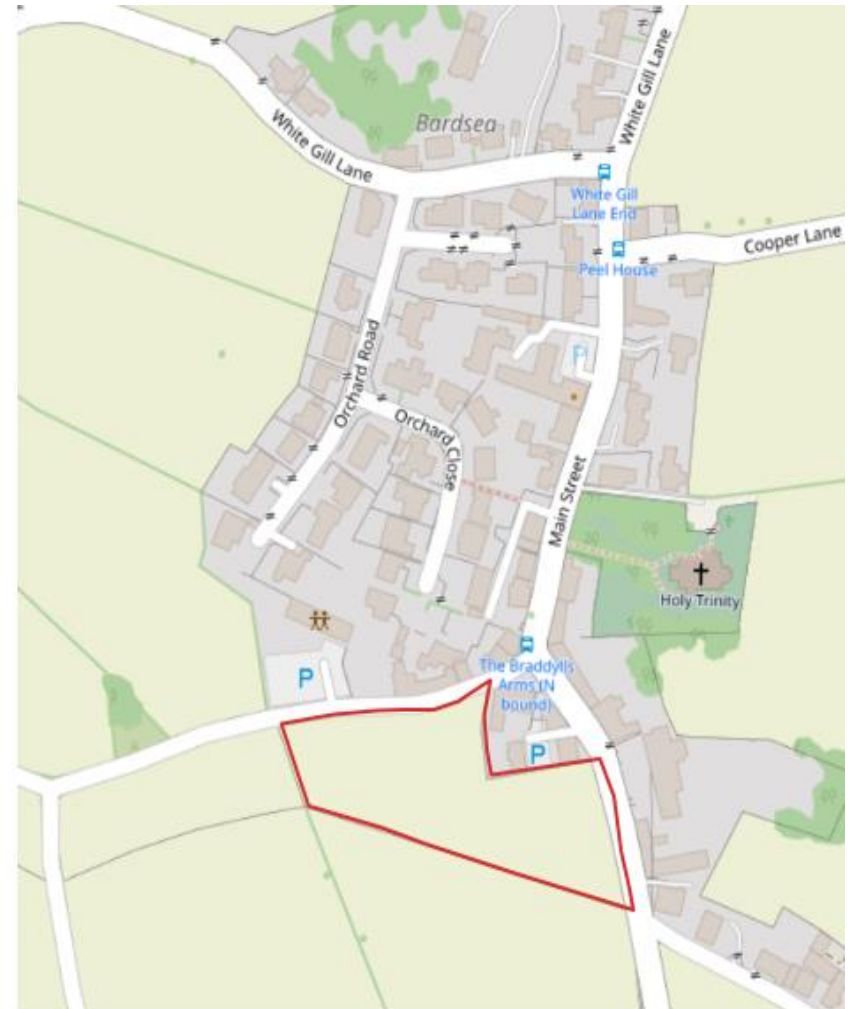 White Gill Lane
Bardsea
White Gill Lane
White Gill
Lane End
Peel House
Cooper Lane
P
Orchard Road
Orchard Close
Main Street
Holy Trinity
The Braddylls
Arms (N
bound)
P
P